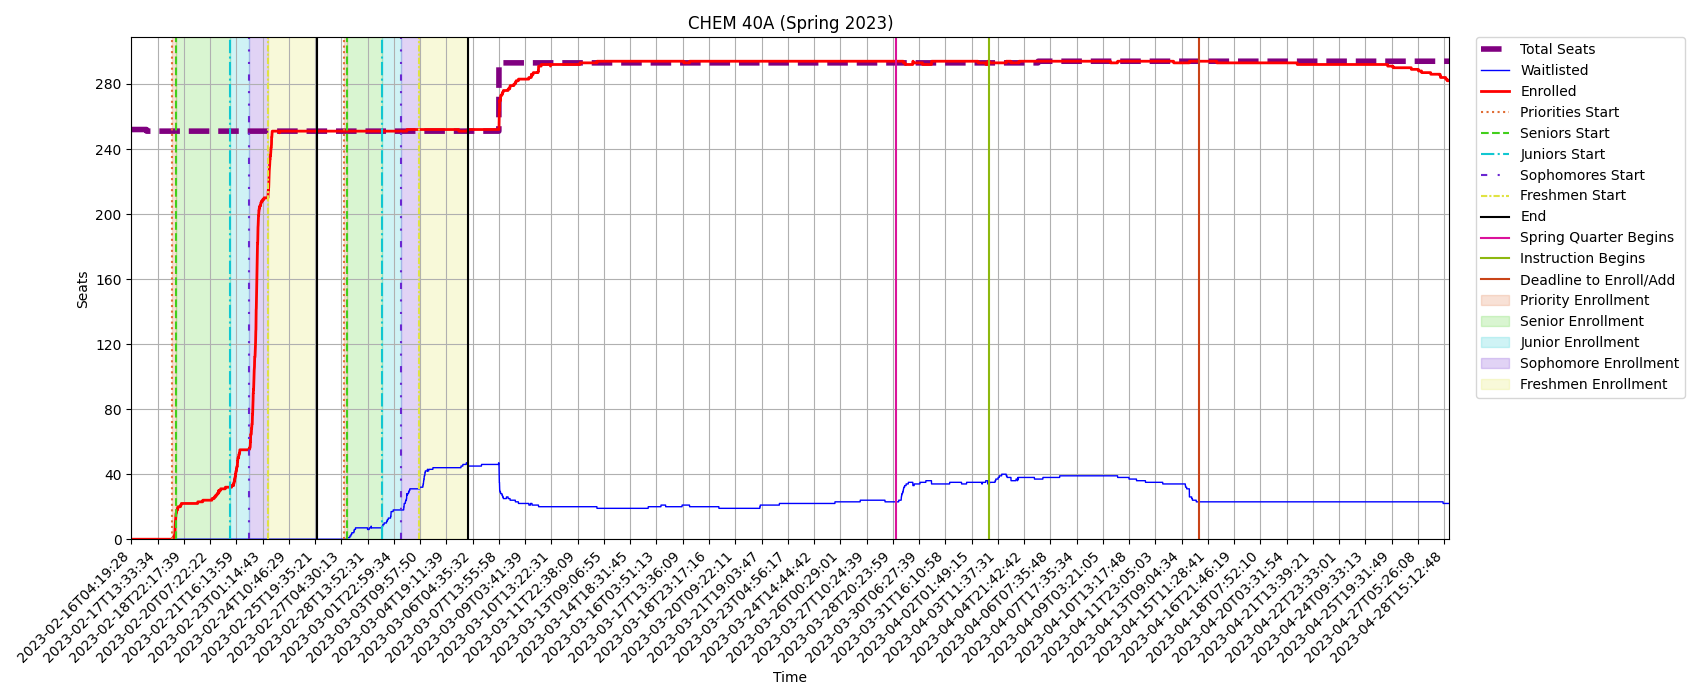 CHEM 40A (Spring 2023)
Seats
280
240
200
160
120
80
40
0
2023-02-16T04:19:28
2023-02-17T13:33:34
2023-02-18T22:17:39
2023-02-20T07:22:22
2023-02-21T16:13:59
2023-02-23T01:14:43
2023-02-24T10:46:29
2023-02-25T19:35:21
2023-02-27T04:30:13
2023-02-28T13:52:31
2023-03-01T22:59:34
2023-03-03T09:57:50
2023-03-04T19:11:39
2023-03-06T04:35:32
2023-03-07T13:55:58
2023-03-09T03:41:39
2023-03-10T13:22:31
2023-03-11T22:38:09
2023-03-13T09:06:55
2023-03-14T18:31:45
2023-03-16T03:51:13
2023-03-17T13:36:09
2023-03-18T23:17:16
2023-03-20T09:22:11
2023-03-21T19:03:47
2023-03-23T04:56:17
2023-03-24T14:44:42
2023-03-26T00:29:01
2023-03-27T10:24:39
2023-03-28T20:23:59
2023-03-30T06:27:39
2023-03-31T16:10:58
2023-04-02T01:49:15
2023-04-03T11:37:31
2023-04-04T21:42:42
2023-04-06T07:35:48
2023-04-07T17:35:34
2023-04-09T03:21:05
2023-04-10T13:17:48
2023-04-11T23:05:03
2023-04-13T09:04:34
2023-04-15T11:28:41
2023-04-16T21:46:19
2023-04-18T07:52:10
2023-04-20T03:31:54
2023-04-21T13:39:21
2023-04-22T23:33:01
2023-04-24T09:33:13
2023-04-25T19:31:49
2023-04-27T05:26:08
2023-04-28T15:12:48
Time
Total Seats
Waitlisted
Enrolled
Priorities Start
Seniors Start
Juniors Start
Sophomores Start
Freshmen Start
End
Spring Quarter Begins
Instruction Begins
Deadline to Enroll/Add
Priority Enrollment
Senior Enrollment
Junior Enrollment
Sophomore Enrollment
Freshmen Enrollment